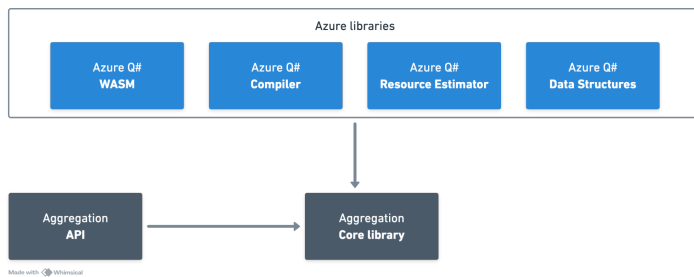 Azure libraries
Azure Q#
WASM
Azure Q#
Compiler
Azure Q#
Resource Estimator
Azure Q#
Data Structures
Aggregation
API
Aggregation
Core library
Made with Whimsical